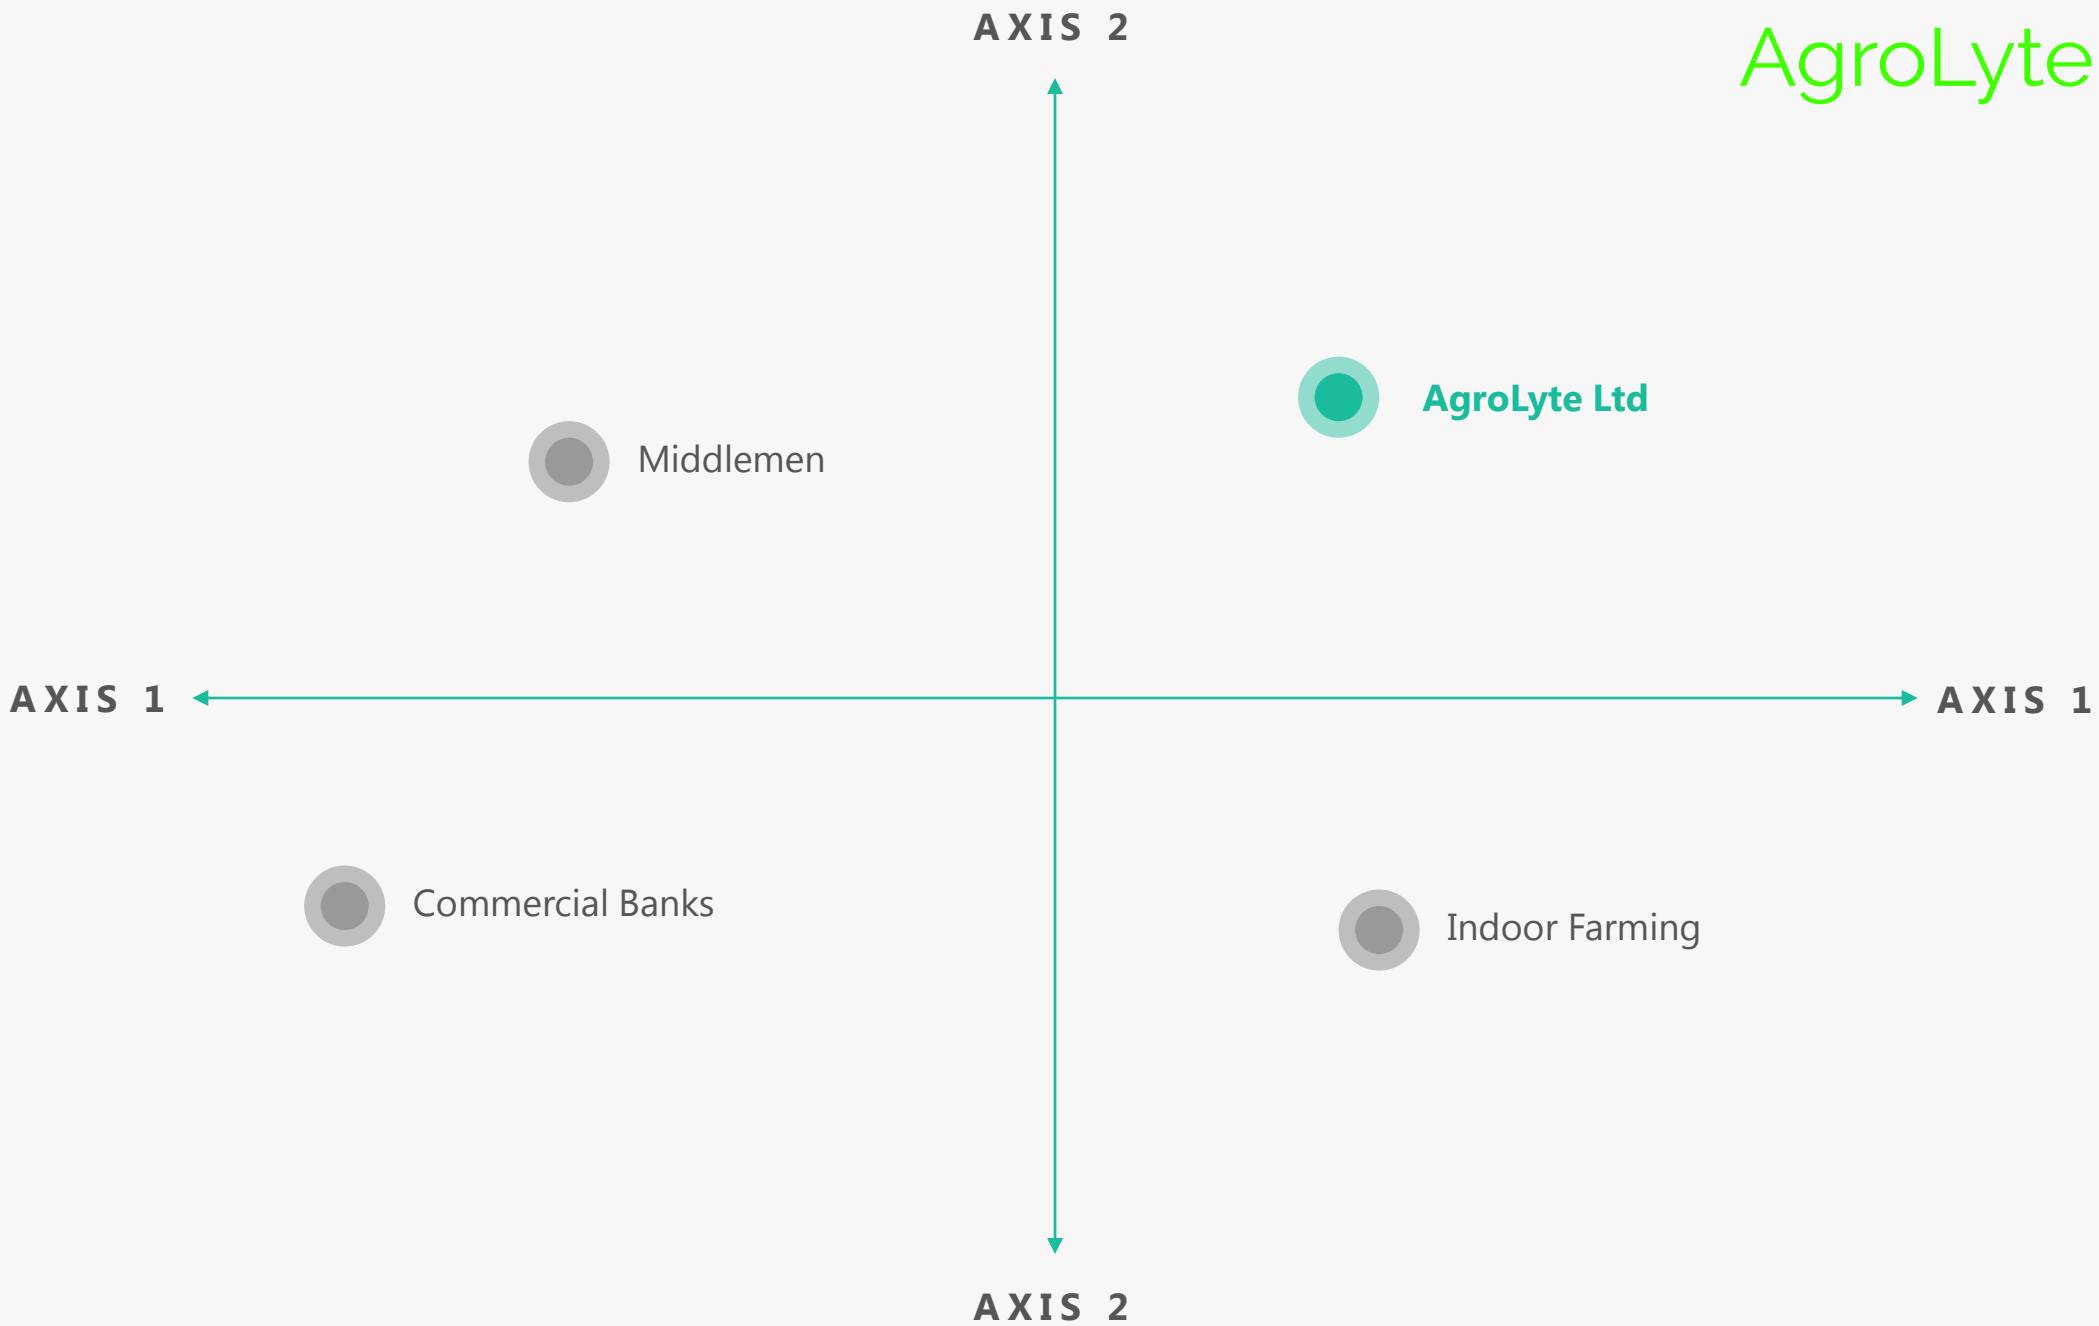 AXIS 2
AgroLyte
AgroLyte Ltd
Middlemen
AXIS 1
AXIS 1
Commercial Banks
Indoor Farming
AXIS 2